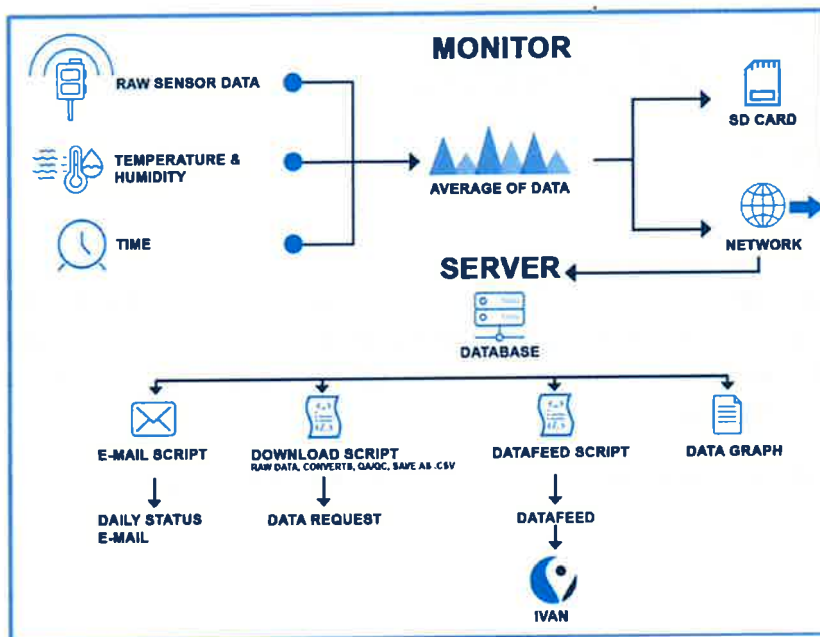 MONITOR
RAW SENSOR DATA
TEMPERATURE &
HUMIDITY
TIME
AVERAGE OF DATA
SD CARD
NETWORK
SERVER
DATABASE
E-MAIL SCRIPT
DOWNLOAD SCRIPT
RAW DATA, CONVERTS, QA/QC, SAVE AS .CSV
DATAFEED SCRIPT
DATA GRAPH
DAILY STATUS
E-MAIL
DATA REQUEST
DATAFEED
IVAN